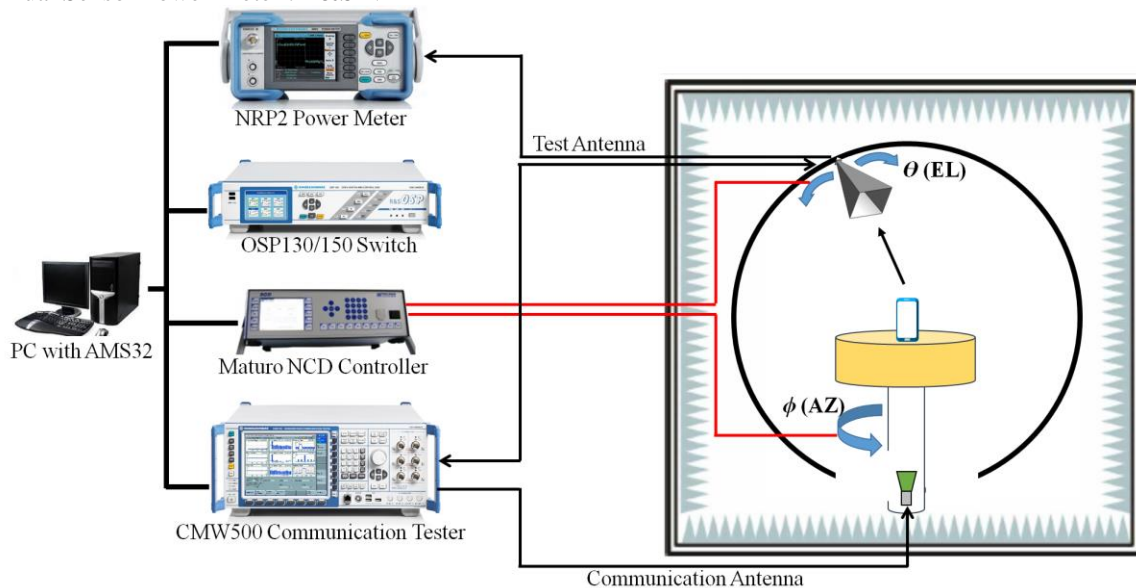 NRP2 Power Meter
Test Antenna
θ (EL)
OSP130/150 Switch
PC with AMS32
Maturo NCD Controller
ϕ (AZ)
CMW500 Communication Tester
Communication Antenna